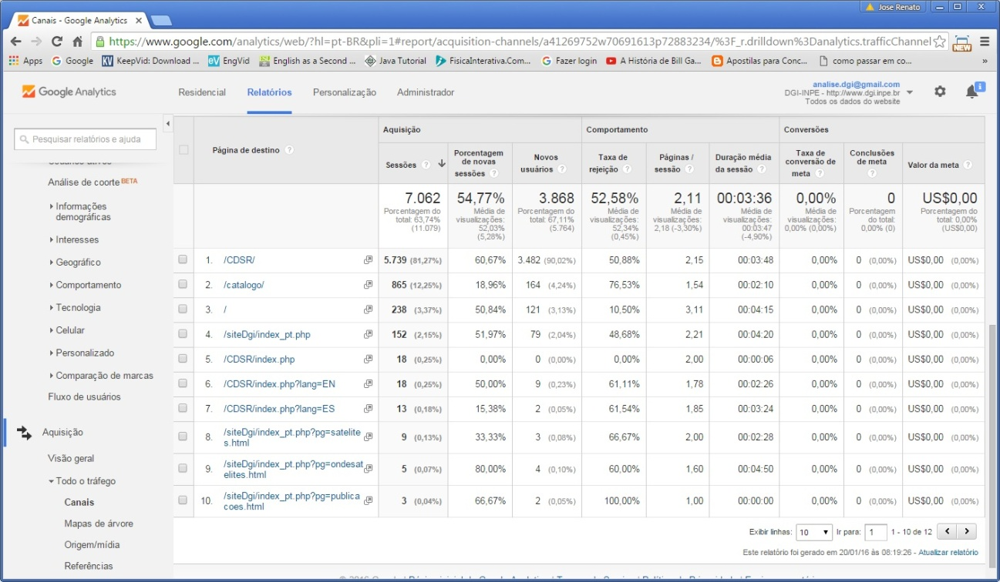 Jose Renato
Canais - Google Analytics
https://www.google.com/analytics/web/?hl=pt-BR&pli=1#report/acquisition-channels/a41269752w70691613p72883234/%3F_r.drilldown%3Danalytics.trafficChannel
NEW
Apps Google KeepVid: Download ... EngVid English as a Second ... Java Tutorial FisicaInterativa.Com... Fazer login A História de Bill Ga... Apostilas para Conc... como passar em co... »
Google Analytics
Residencial Relatórios Personalização Administrador
analise.dgi@gmail.com
DGI-INPE - http://www.dgi.inpe.br
Todos os dados do website
Pesquisar relatórios e ajuda
Usuários ativos
Análise de coorte BETA
Informações
demográficas
Interesses
Geográfico
Comportamento
Tecnologia
Celular
Personalizado
Comparação de marcas
Fluxo de usuários
Aquisição
Visão geral
Todo o tráfego
Canais
Mapas de árvore
Origem/mídia
Referências
Página de destino ?
Aquisição
Comportamento
Conversões
Sessões ?
Porcentagem
de novas
sessões ?
Novos
usuários ?
Taxa de
rejeição ?
Páginas /
sessão ?
Duração média
da sessão ?
Taxa de
conversão de
meta ?
Conclusões
de meta
?
Valor da meta ?
7.062
Porcentagem do
total: 63,74%
(11.079)
54,77%
Média de
visualizações:
52,03%
(5,28%)
3.868
Porcentagem do
total: 67,11%
(5.764)
52,58%
Média de
visualizações:
52,34%
(0,45%)
2,11
Média de
visualizações:
2,18 (-3,30%)
00:03:36
Média de
visualizações:
00:03:47
(-4,90%)
0,00%
Média de
visualizações:
0,00% (0,00%)
0
Porcentagem
do total:
0,00% (0)
US$0,00
Porcentagem do
total: 0,00%
(US$0,00)
1. /CDSR/ 5.739 (81,27%) 60,67% 3.482 (90,02%) 50,88% 2,15 00:03:48 0,00% 0 (0,00%) US$0,00 (0,00%)
2. /catalogo/ 865 (12,25%) 18,96% 164 (4,24%) 76,53% 1,54 00:02:10 0,00% 0 (0,00%) US$0,00 (0,00%)
3. / 238 (3,37%) 50,84% 121 (3,13%) 10,50% 3,11 00:04:15 0,00% 0 (0,00%) US$0,00 (0,00%)
4. /siteDgi/index_pt.php 152 (2,15%) 51,97% 79 (2,04%) 48,68% 2,21 00:04:20 0,00% 0 (0,00%) US$0,00 (0,00%)
5. /CDSR/index.php 18 (0,25%) 0,00% 0 (0,00%) 0,00% 2,00 00:00:06 0,00% 0 (0,00%) US$0,00 (0,00%)
6. /CDSR/index.php?lang=EN 18 (0,25%) 50,00% 9 (0,23%) 61,11% 1,78 00:02:26 0,00% 0 (0,00%) US$0,00 (0,00%)
7. /CDSR/index.php?lang=ES 13 (0,18%) 15,38% 2 (0,05%) 61,54% 1,85 00:03:24 0,00% 0 (0,00%) US$0,00 (0,00%)
8. /siteDgi/index_pt.php?pg=satelite
s.html 9 (0,13%) 33,33% 3 (0,08%) 66,67% 2,00 00:02:28 0,00% 0 (0,00%) US$0,00 (0,00%)
9. /siteDgi/index_pt.php?pg=ondesat
elites.html 5 (0,07%) 80,00% 4 (0,10%) 60,00% 1,60 00:04:50 0,00% 0 (0,00%) US$0,00 (0,00%)
10. /siteDgi/index_pt.php?pg=publica
coes.html 3 (0,04%) 66,67% 2 (0,05%) 100,00% 1,00 00:00:00 0,00% 0 (0,00%) US$0,00 (0,00%)
Exibir linhas: 10 Ir para: 1 1 - 10 de 12
Este relatório foi gerado em 20/01/16 às 08:19:26 - Atualizar relatório